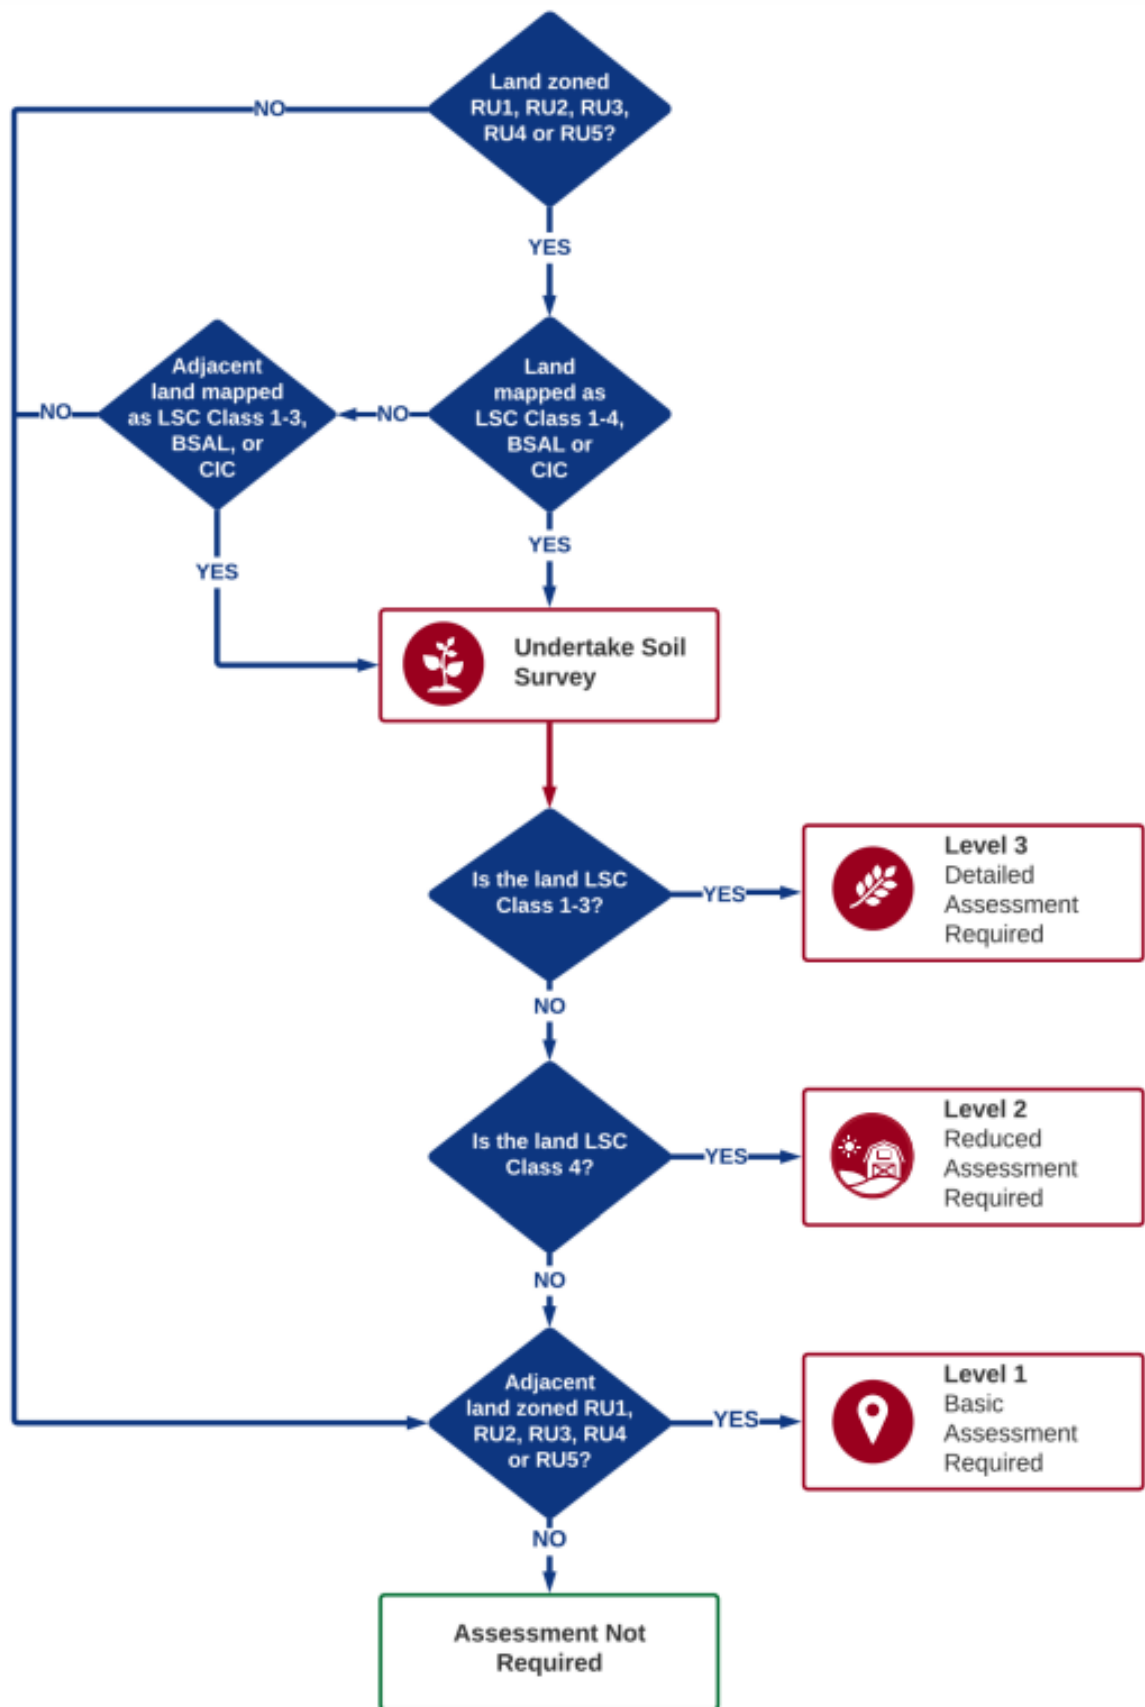 Land zoned
RU1, RU2, RU3,
RU4 or RU5?
NO
YES
Adjacent
land mapped
as LSC Class 1-3,
BSAL, or
CIC
Land
mapped as
LSC Class 1-4,
BSAL or
CIC
NO
NO
YES
YES
Undertake Soil
Survey
Is the land LSC
Class 1-3?
YES
Level 3
Detailed
Assessment
Required
NO
Is the land LSC
Class 4?
YES
Level 2
Reduced
Assessment
Required
NO
Adjacent
land zoned RU1,
RU2, RU3, RU4
or RU5?
YES
Level 1
Basic
Assessment
Required
NO
Assessment Not
Required